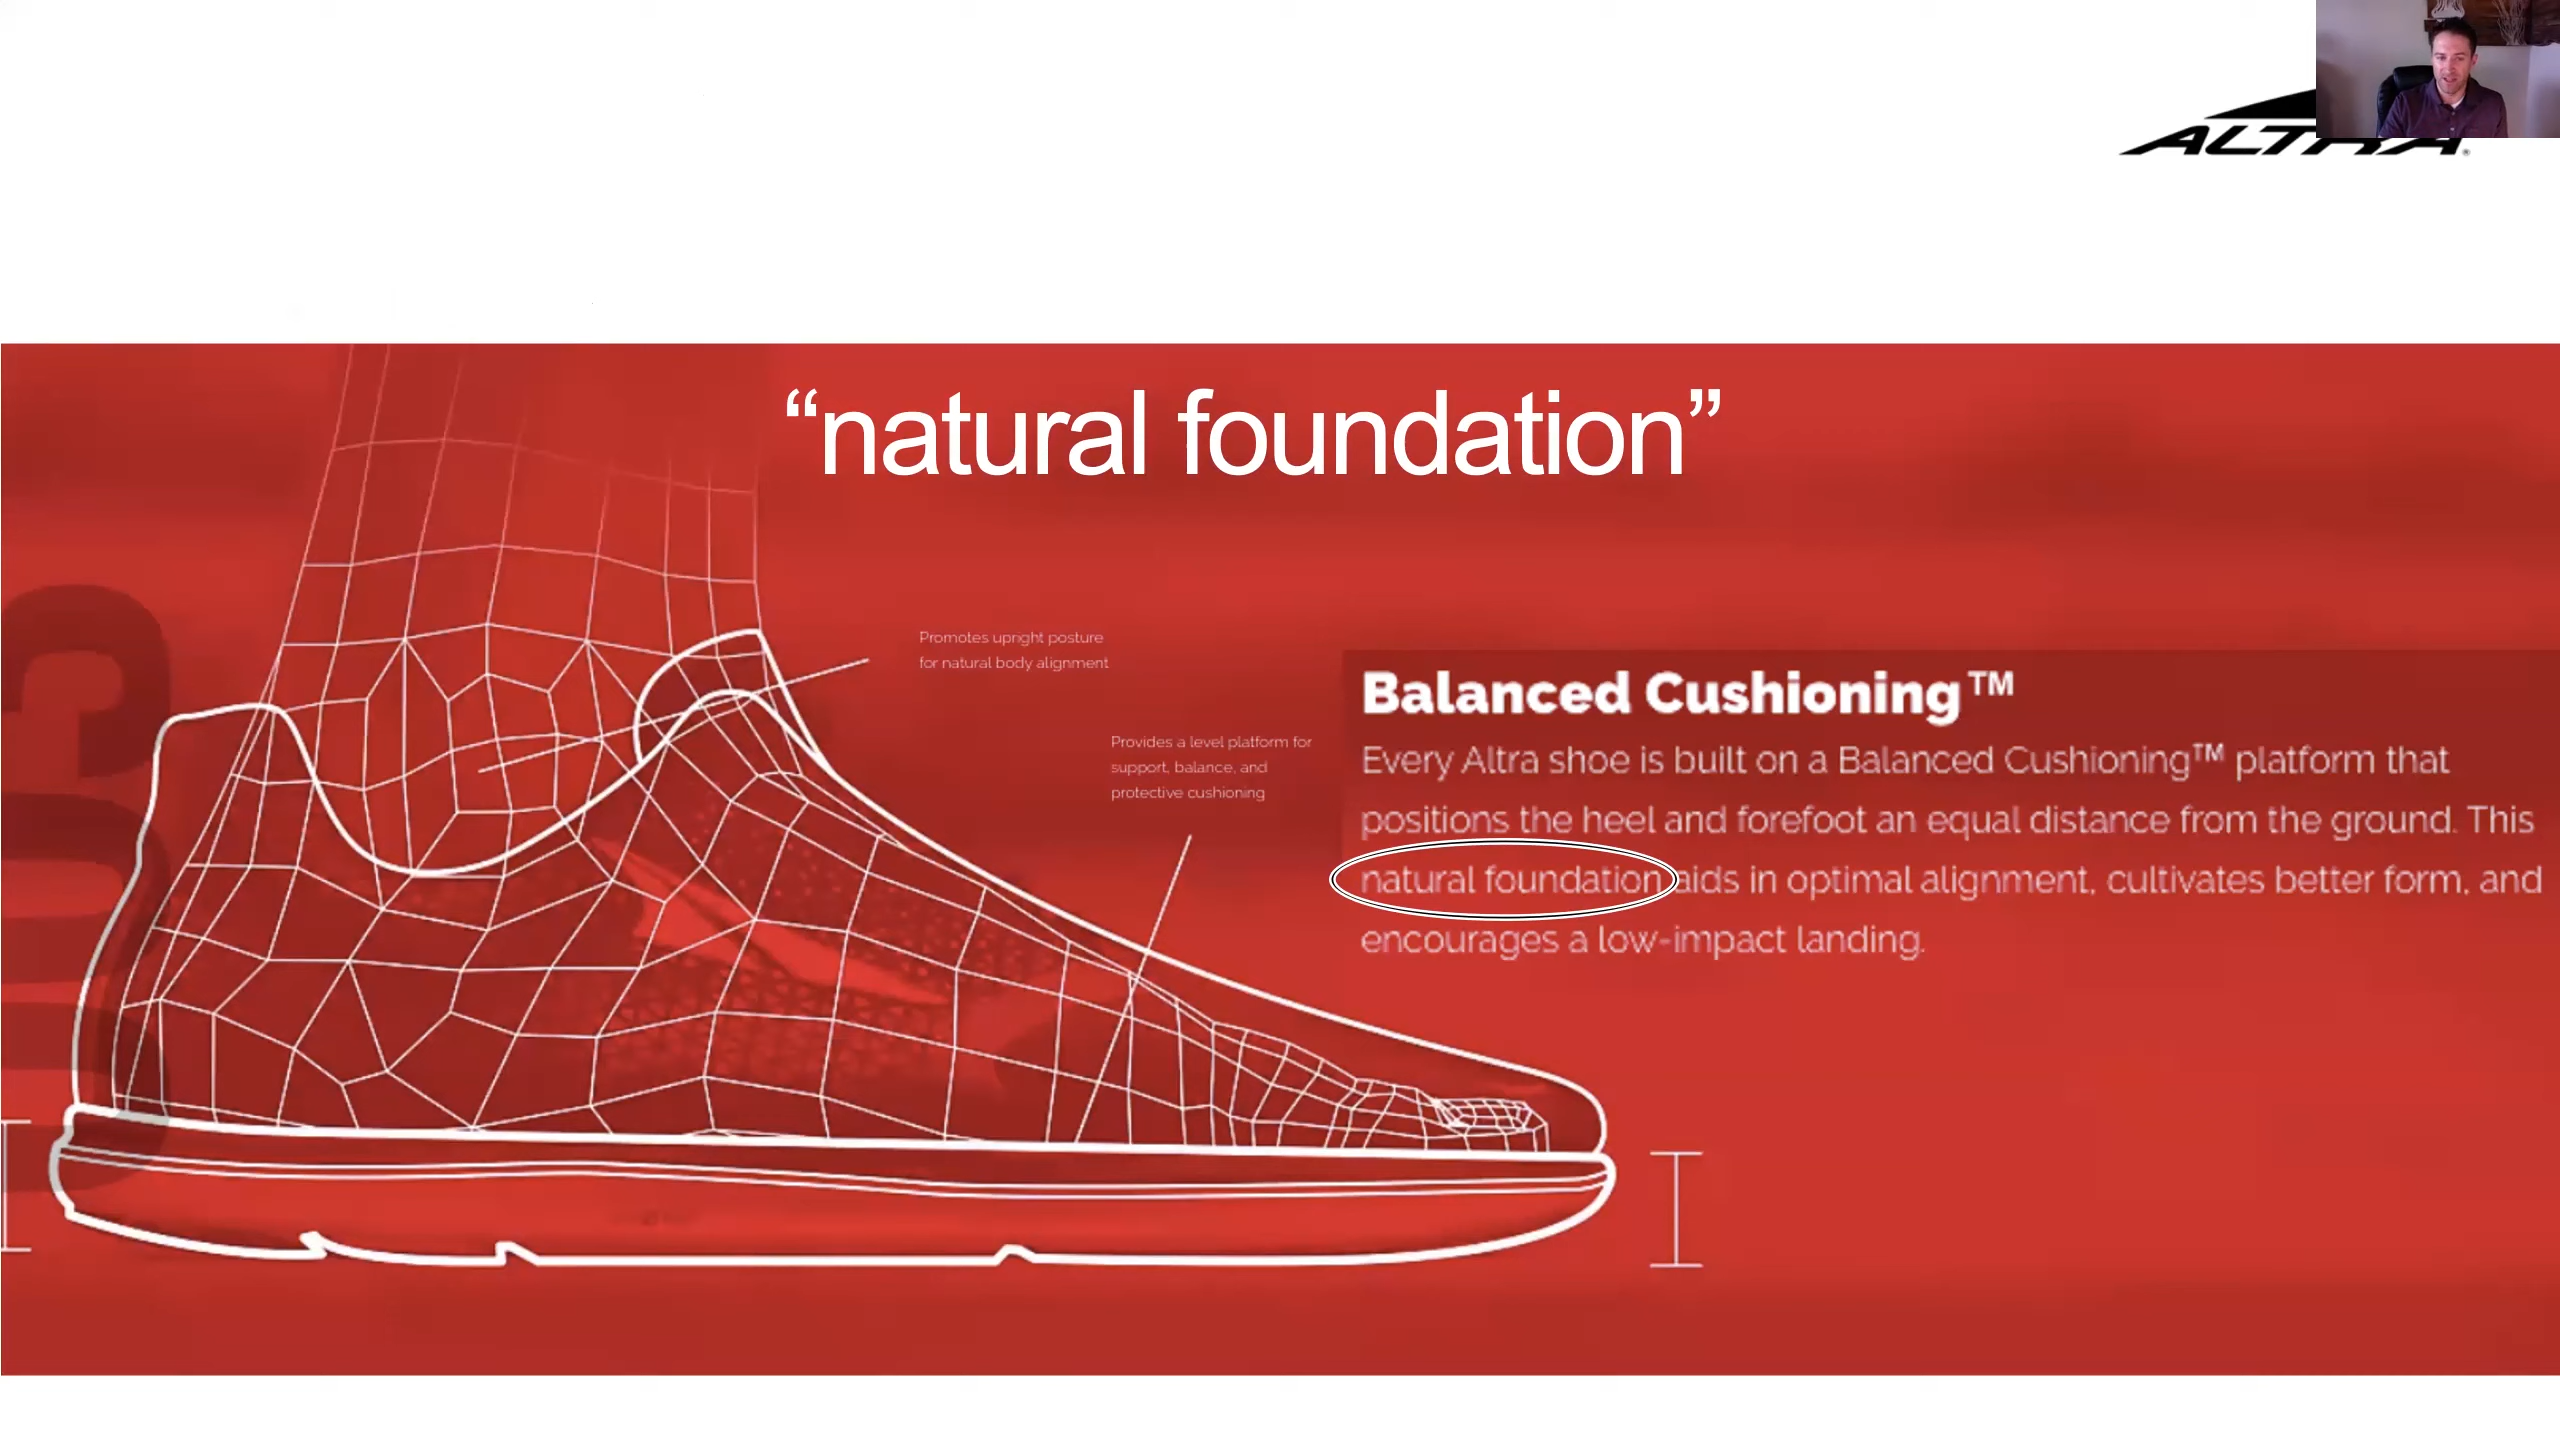 ALTRA®
“natural foundation”
Promotes upright posture
for natural body alignment
Provides a level platform for
support, balance, and
protective cushioning
Balanced Cushioning™
Every Altra shoe is built on a Balanced Cushioning™ platform that
positions the heel and forefoot an equal distance from the ground. This
natural foundation aids in optimal alignment, cultivates better form, and
encourages a low-impact landing.